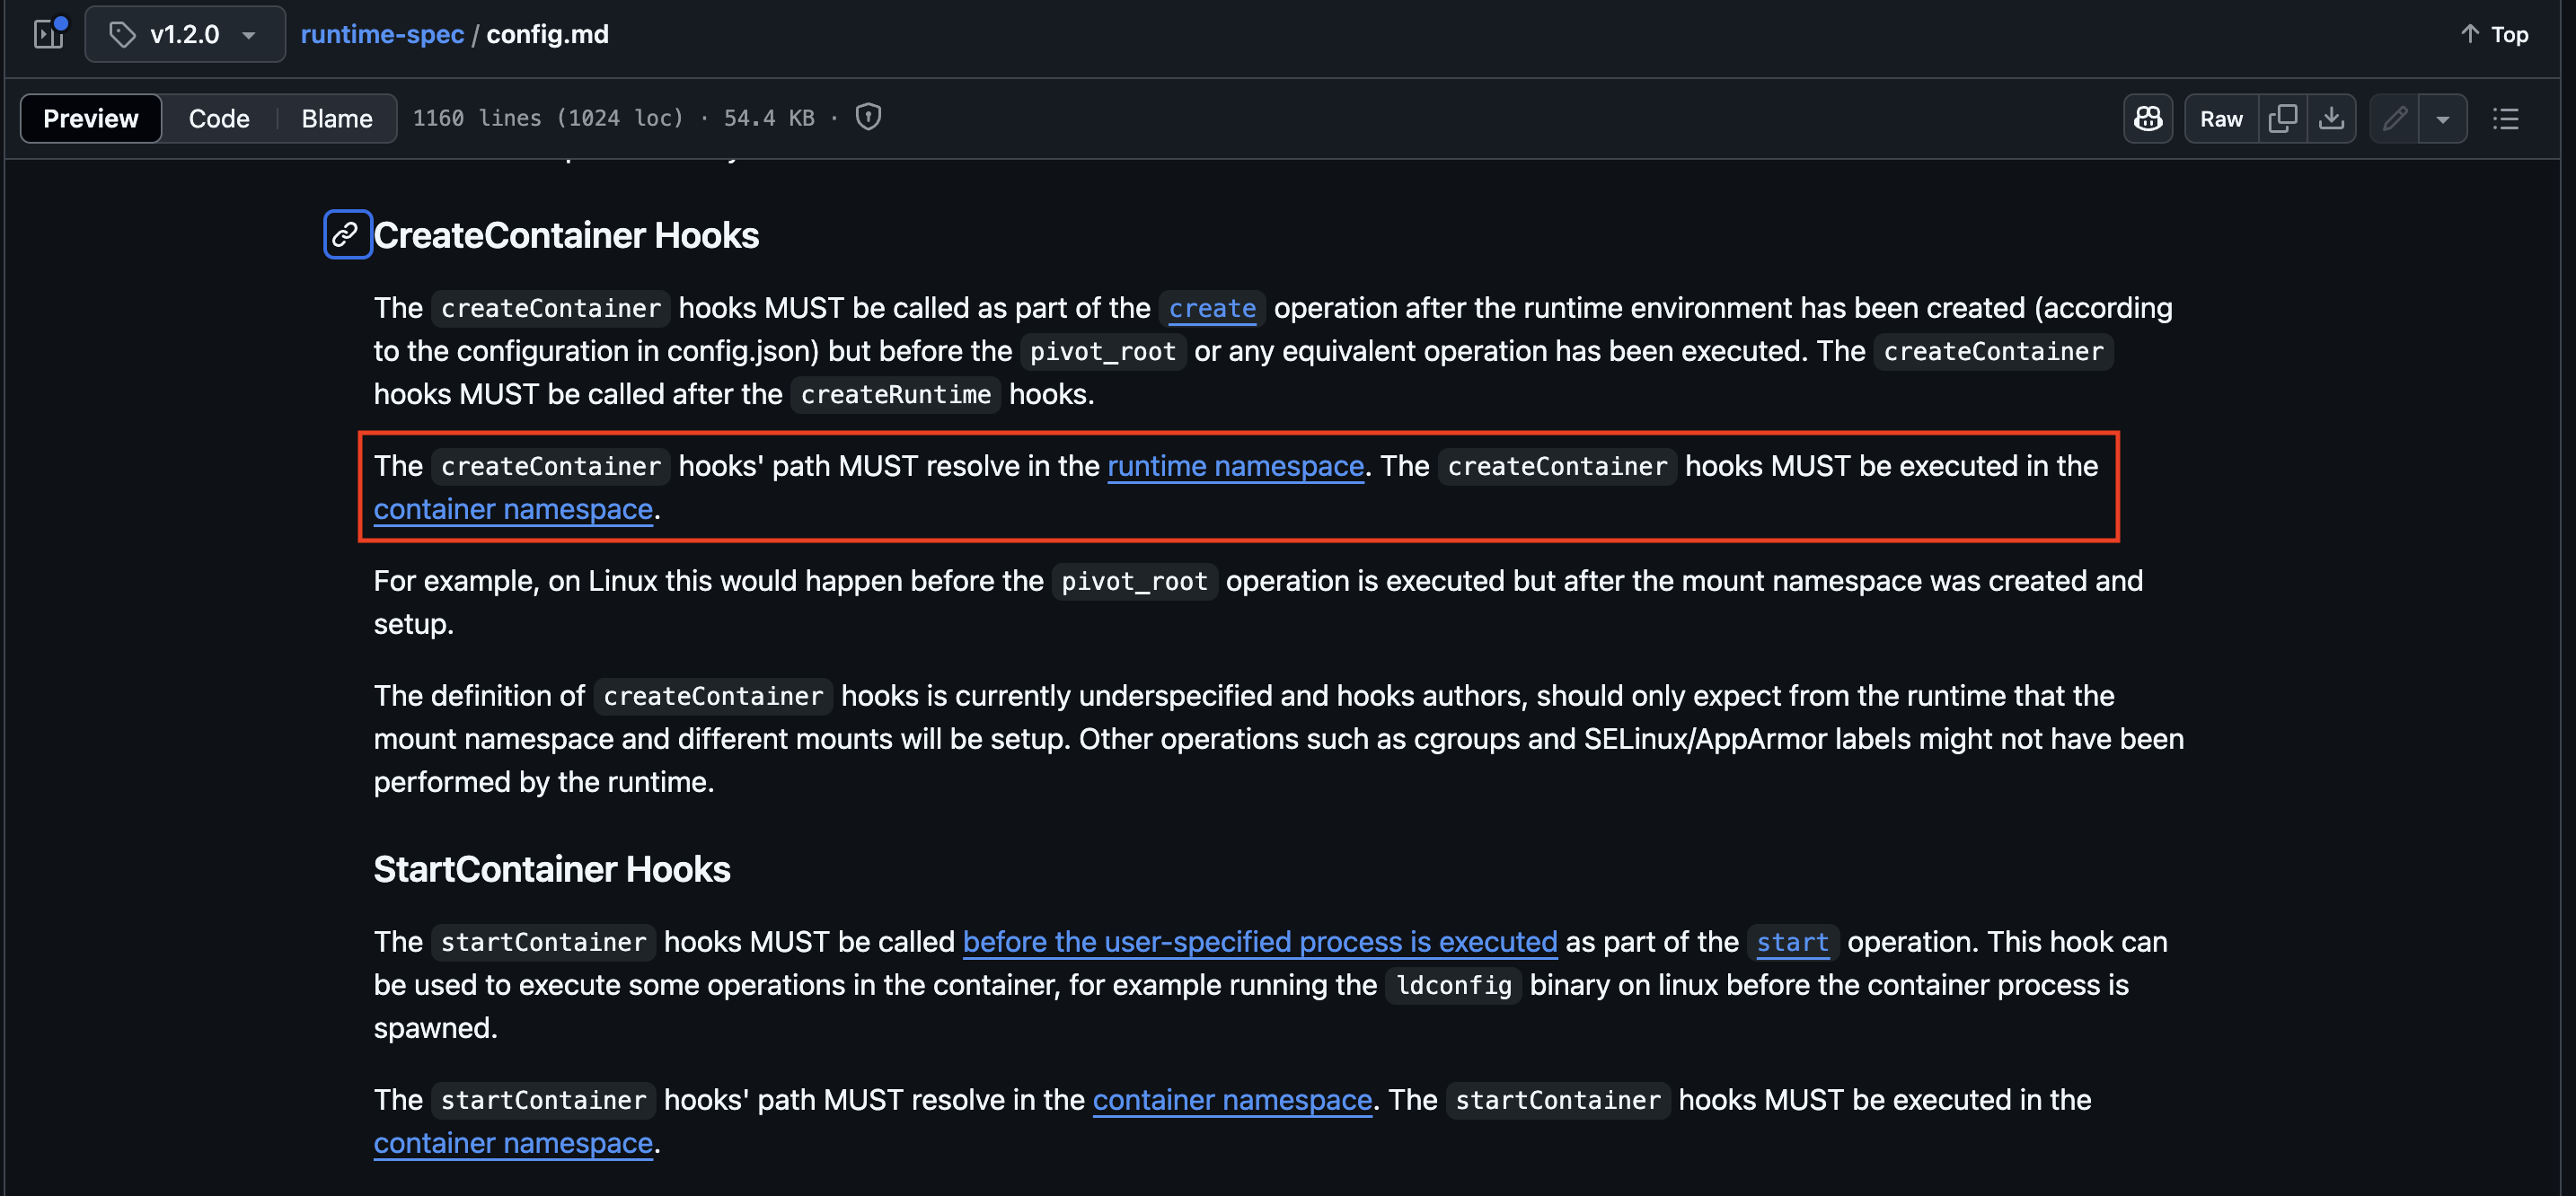 v1.2.0
runtime-spec / config.md
Top
Preview Code Blame 1160 lines (1024 loc) · 54.4 KB · Raw
CreateContainer Hooks
The createContainer hooks MUST be called as part of the create operation after the runtime environment has been created (according
to the configuration in config.json) but before the pivot_root or any equivalent operation has been executed. The createContainer
hooks MUST be called after the createRuntime hooks.
The createContainer hooks' path MUST resolve in the runtime namespace. The createContainer hooks MUST be executed in the
container namespace.
For example, on Linux this would happen before the pivot_root operation is executed but after the mount namespace was created and
setup.
The definition of createContainer hooks is currently underspecified and hooks authors, should only expect from the runtime that the
mount namespace and different mounts will be setup. Other operations such as cgroups and SELinux/AppArmor labels might not have been
performed by the runtime.
StartContainer Hooks
The startContainer hooks MUST be called before the user-specified process is executed as part of the start operation. This hook can
be used to execute some operations in the container, for example running the ldconfig binary on linux before the container process is
spawned.
The startContainer hooks' path MUST resolve in the container namespace. The startContainer hooks MUST be executed in the
container namespace.